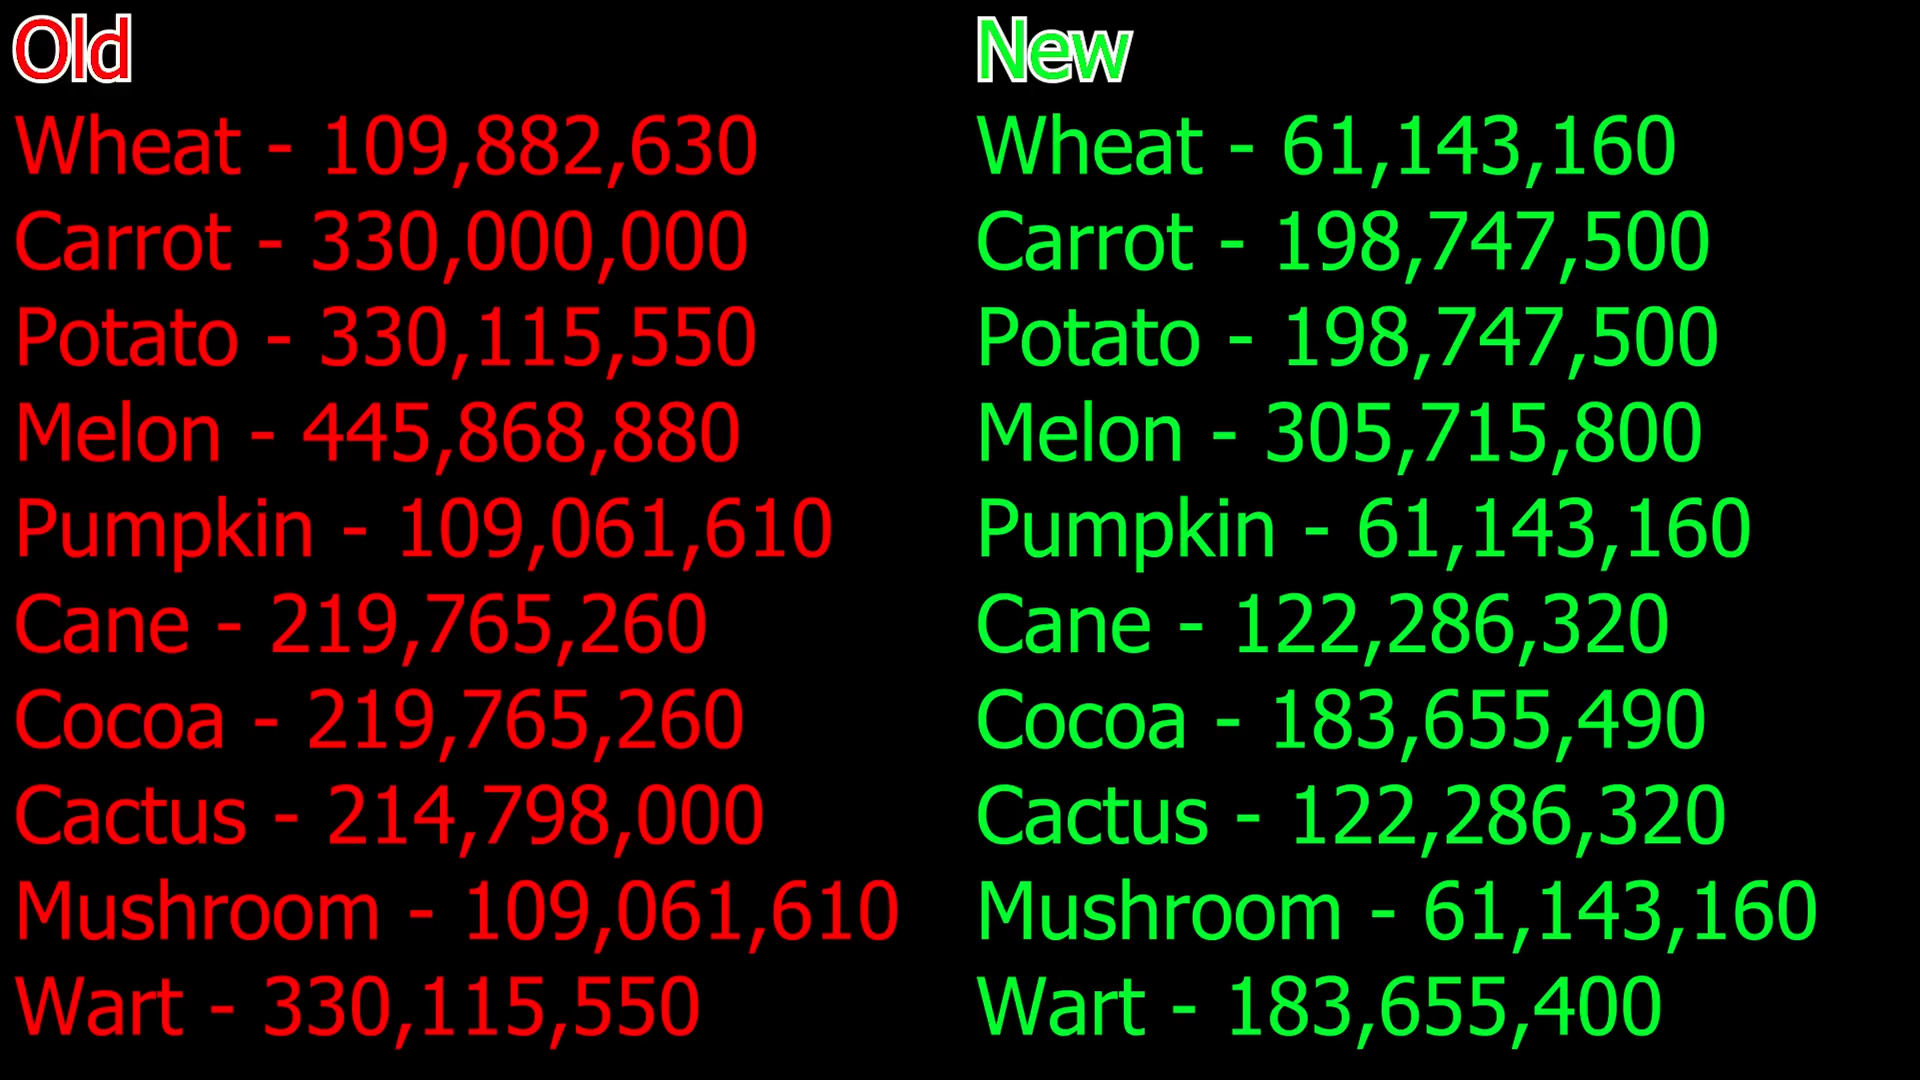 Old
Wheat - 109,882,630
Carrot - 330,000,000
Potato - 330,115,550
Melon - 445,868,880
Pumpkin - 109,061,610
Cane - 219,765,260
Cocoa - 219,765,260
Cactus - 214,798,000
Mushroom - 109,061,610
Wart - 330,115,550
New
Wheat - 61,143,160
Carrot - 198,747,500
Potato - 198,747,500
Melon - 305,715,800
Pumpkin - 61,143,160
Cane - 122,286,320
Cocoa - 183,655,490
Cactus - 122,286,320
Mushroom - 61,143,160
Wart - 183,655,400